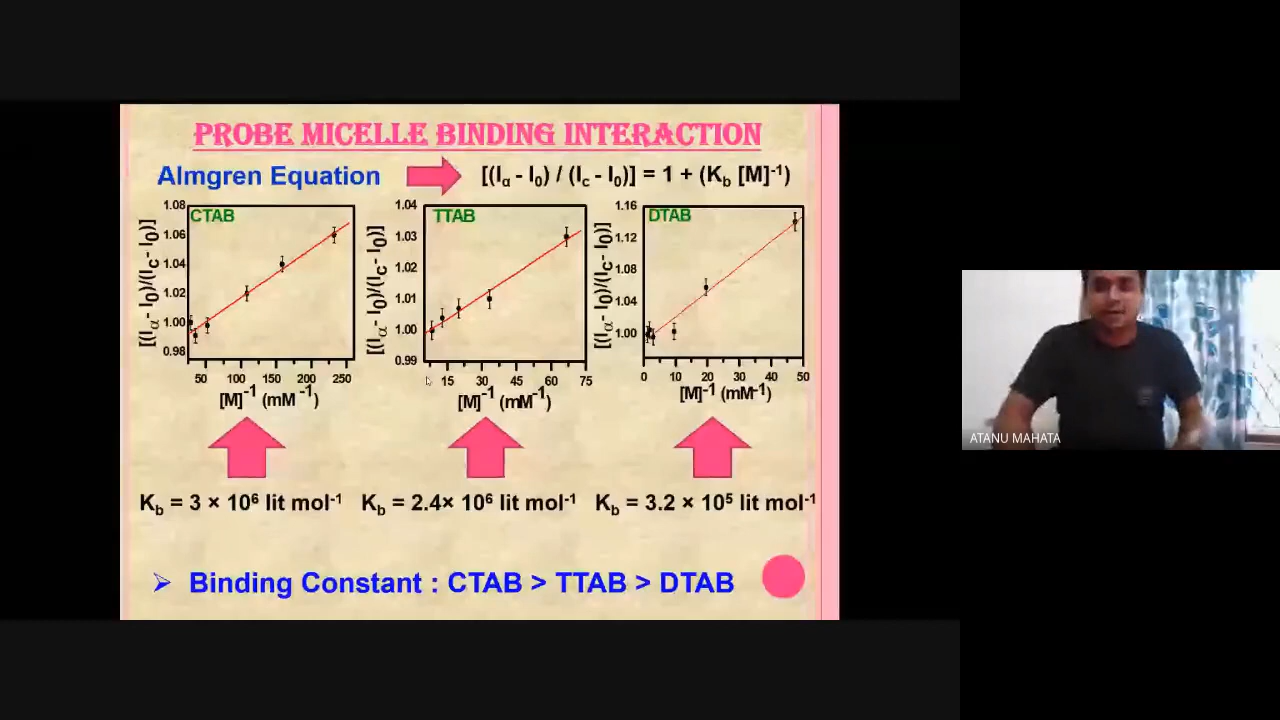 PROBE MICELLE BINDING INTERACTION
Almgren Equation
[(Iα - I0) / (Ic - I0)] = 1 + (Kb [M]-1)
CTAB
[(Iα- I0)/(Ic- I0)]
1.08
1.06
1.04
1.02
1.00
0.98
50 100 150 200 250
[M]-1 (mM-1)
TTAB
[(Iα- I0)/(Ic- I0)]
1.04
1.03
1.02
1.01
1.00
0.99
15 30 45 60 75
[M]-1 (mM-1)
DTAB
[(Iα- I0)/(Ic- I0)]
1.16
1.12
1.08
1.04
1.00
0 10 20 30 40 50
[M]-1 (mM-1)
Kb = 3 × 10⁶ lit mol-1
Kb = 2.4× 10⁶ lit mol-1
Kb = 3.2 × 10⁵ lit mol-1
Binding Constant : CTAB > TTAB > DTAB
ATANU MAHATA